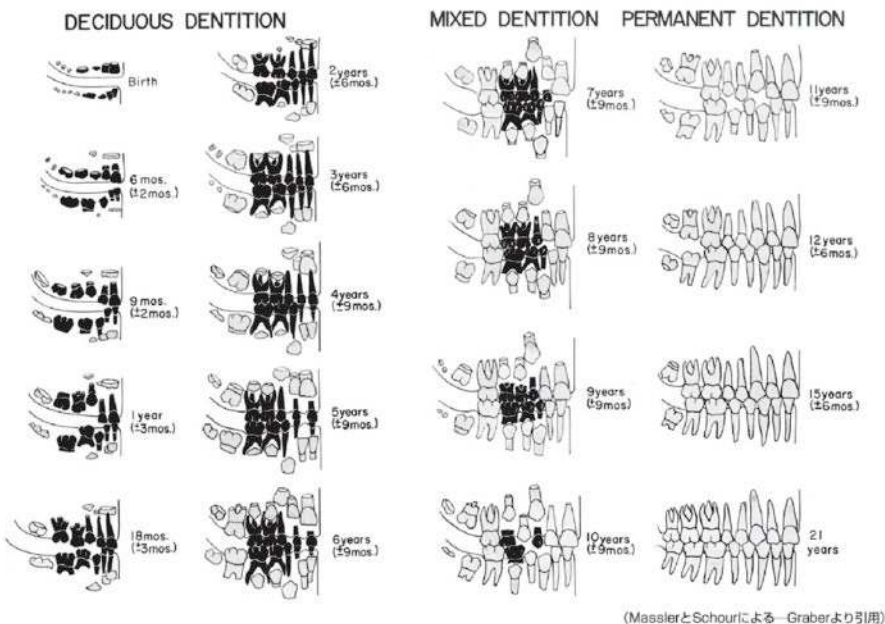 DECIDUOUS DENTITION
Birth
6 mos.
(±2mos.)
9 mos.
(±2mos.)
1 year
(±3mos.)
18mos.
(±3mos.)
2years
(±6mos.)
3years
(±6mos.)
4years
(±9mos.)
5years
(±9mos.)
6years
(±9mos.)
MIXED DENTITION
7years
(±9mos.)
8years
(±9mos.)
9years
(±9mos)
10years
(±9mos.)
PERMANENT DENTITION
11years
(±9mos.)
12years
(±6mos.)
15years
(±6mos.)
21
years
(MasslerとSchourによる—Graberより引用)